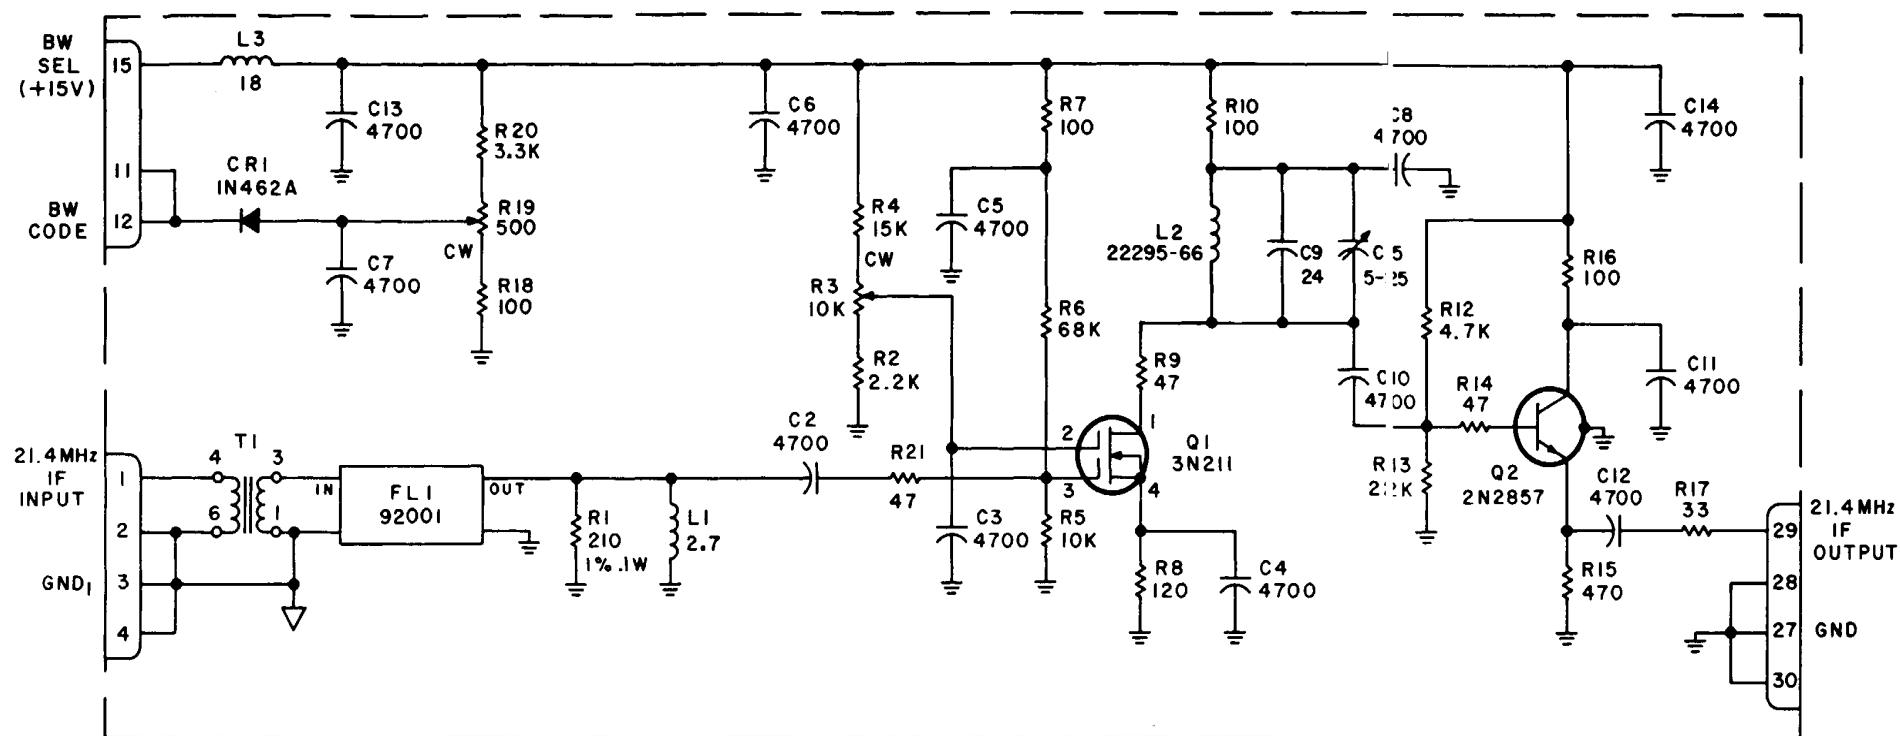 BW
SEL
(+15V)
15
L3
18
C13
4700
R20
3.3K
C6
4700
R7
100
R10
100
C8
4700
C14
4700
11
CR1
1N462A
BW
CODE
12
R19
500
CW
C7
4700
R18
100
R4
15K
CW
R3
10K
R2
2.2K
C5
4700
R6
68K
L2
22295-66
C9
24
5-25
R16
100
R12
4.7K
R9
47
C10
4700
R14
47
C11
4700
21.4MHz
IF
INPUT
1
2
GND1
3
4
T1
4
3
6
1
IN
FL1
92001
OUT
R1
210
1% .1W
L1
2.7
C2
4700
R21
47
2
3
1
4
Q1
3N211
C3
4700
R5
10K
R8
120
C4
4700
R13
Q2
2N2857
C12
4700
R17
33
R15
470
29
28
27
30
21.4MHz
IF
OUTPUT
GND